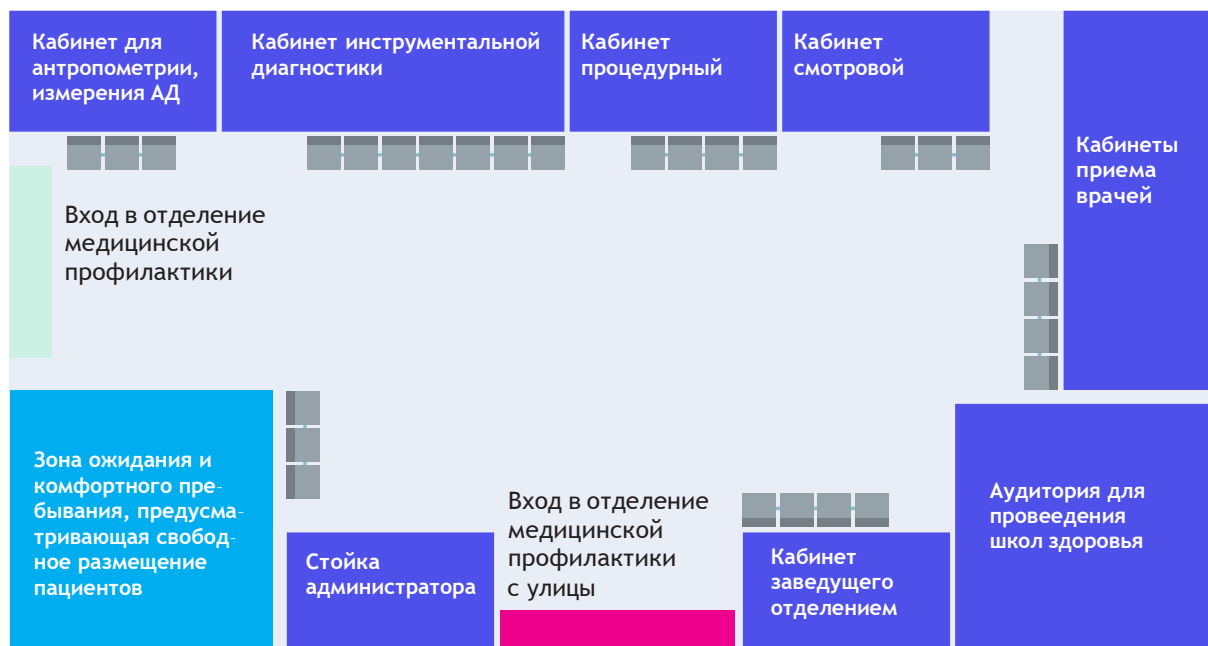 Кабинет для
антропометрии,
измерения АД
Кабинет инструментальной
диагностики
Кабинет
процедурный
Кабинет
смотровой
Кабинеты
приема
врачей
Вход в отделение
медицинской
профилактики
Зона ожидания и
комфортного пре-
бывания, предусма-
тривающая свобод-
ное размещение
пациентов
Стойка
администратора
Вход в отделение
медицинской
профилактики
с улицы
Кабинет
заведущего
отделением
Аудитория для
провеедения
школ здоровья